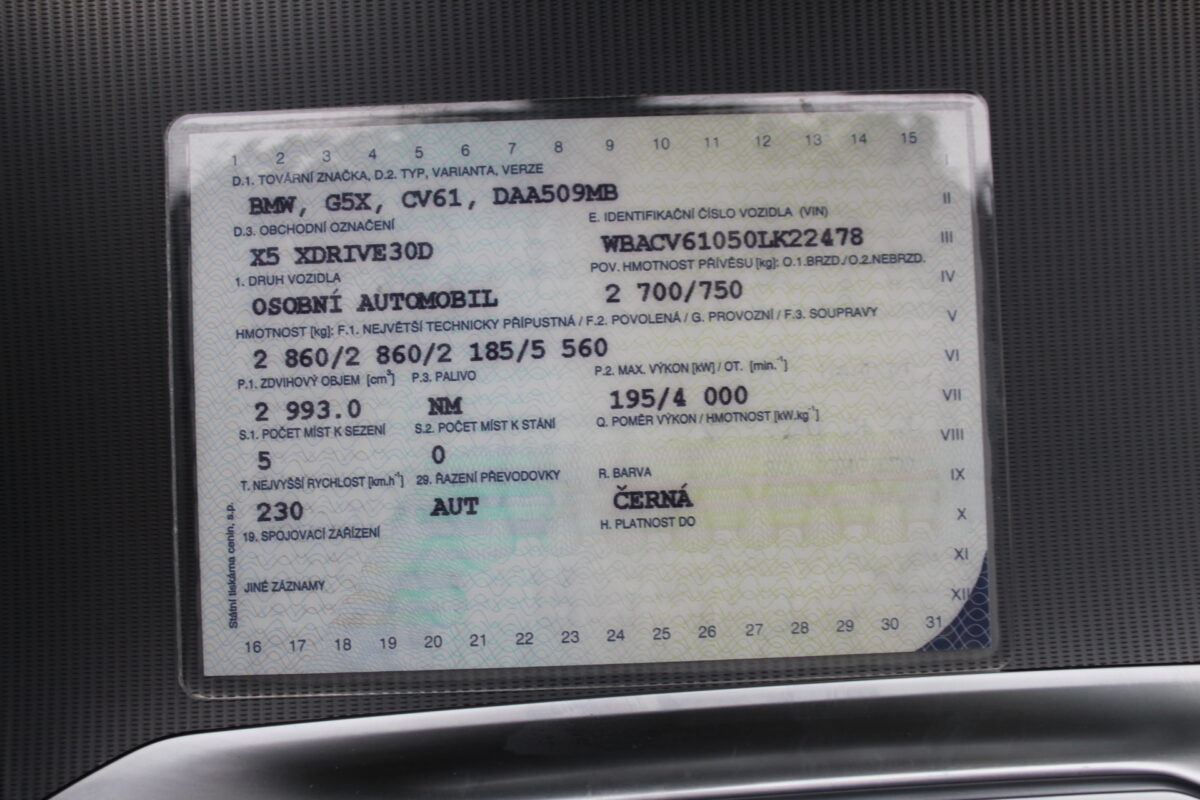 1 2 3 4 5 6 7 8 9 10 11 12 13 14 15
D.1. TOVÁRNÍ ZNAČKA, D.2. TYP, VARIANTA, VERZE
I
BMW, G5X, CV61, DAA509MB
II
D.3. OBCHODNÍ OZNAČENÍ
E. IDENTIFIKAČNÍ ČÍSLO VOZIDLA (VIN)
X5 XDRIVE30D
WBACV61050LK22478
III
1. DRUH VOZIDLA
POV. HMOTNOST PŘÍVĚSU [kg]: O.1.BRZD./O.2.NEBRZD.
OSOBNÍ AUTOMOBIL
2 700/750
IV
HMOTNOST [kg]: F.1. NEJVĚTŠÍ TECHNICKY PŘÍPUSTNÁ / F.2. POVOLENÁ / G. PROVOZNÍ / F.3. SOUPRAVY
V
2 860/2 860/2 185/5 560
VI
P.1. ZDVIHOVÝ OBJEM [cm³]
P.3. PALIVO
P.2. MAX. VÝKON [kW] / OT. [min.⁻¹]
2 993.0
NM
195/4 000
VII
S.1. POČET MÍST K SEZENÍ
S.2. POČET MÍST K STÁNÍ
Q. POMĚR VÝKON / HMOTNOST [kW.kg⁻¹]
VIII
5
0
T. NEJVYŠŠÍ RYCHLOST [km.h⁻¹]
29. ŘAZENÍ PŘEVODOVKY
R. BARVA
IX
230
AUT
ČERNÁ
X
19. SPOJOVACÍ ZAŘÍZENÍ
H. PLATNOST DO
XI
JINÉ ZÁZNAMY
XII
Státní tiskárna cenin, s.p.
16 17 18 19 20 21 22 23 24 25 26 27 28 29 30 31